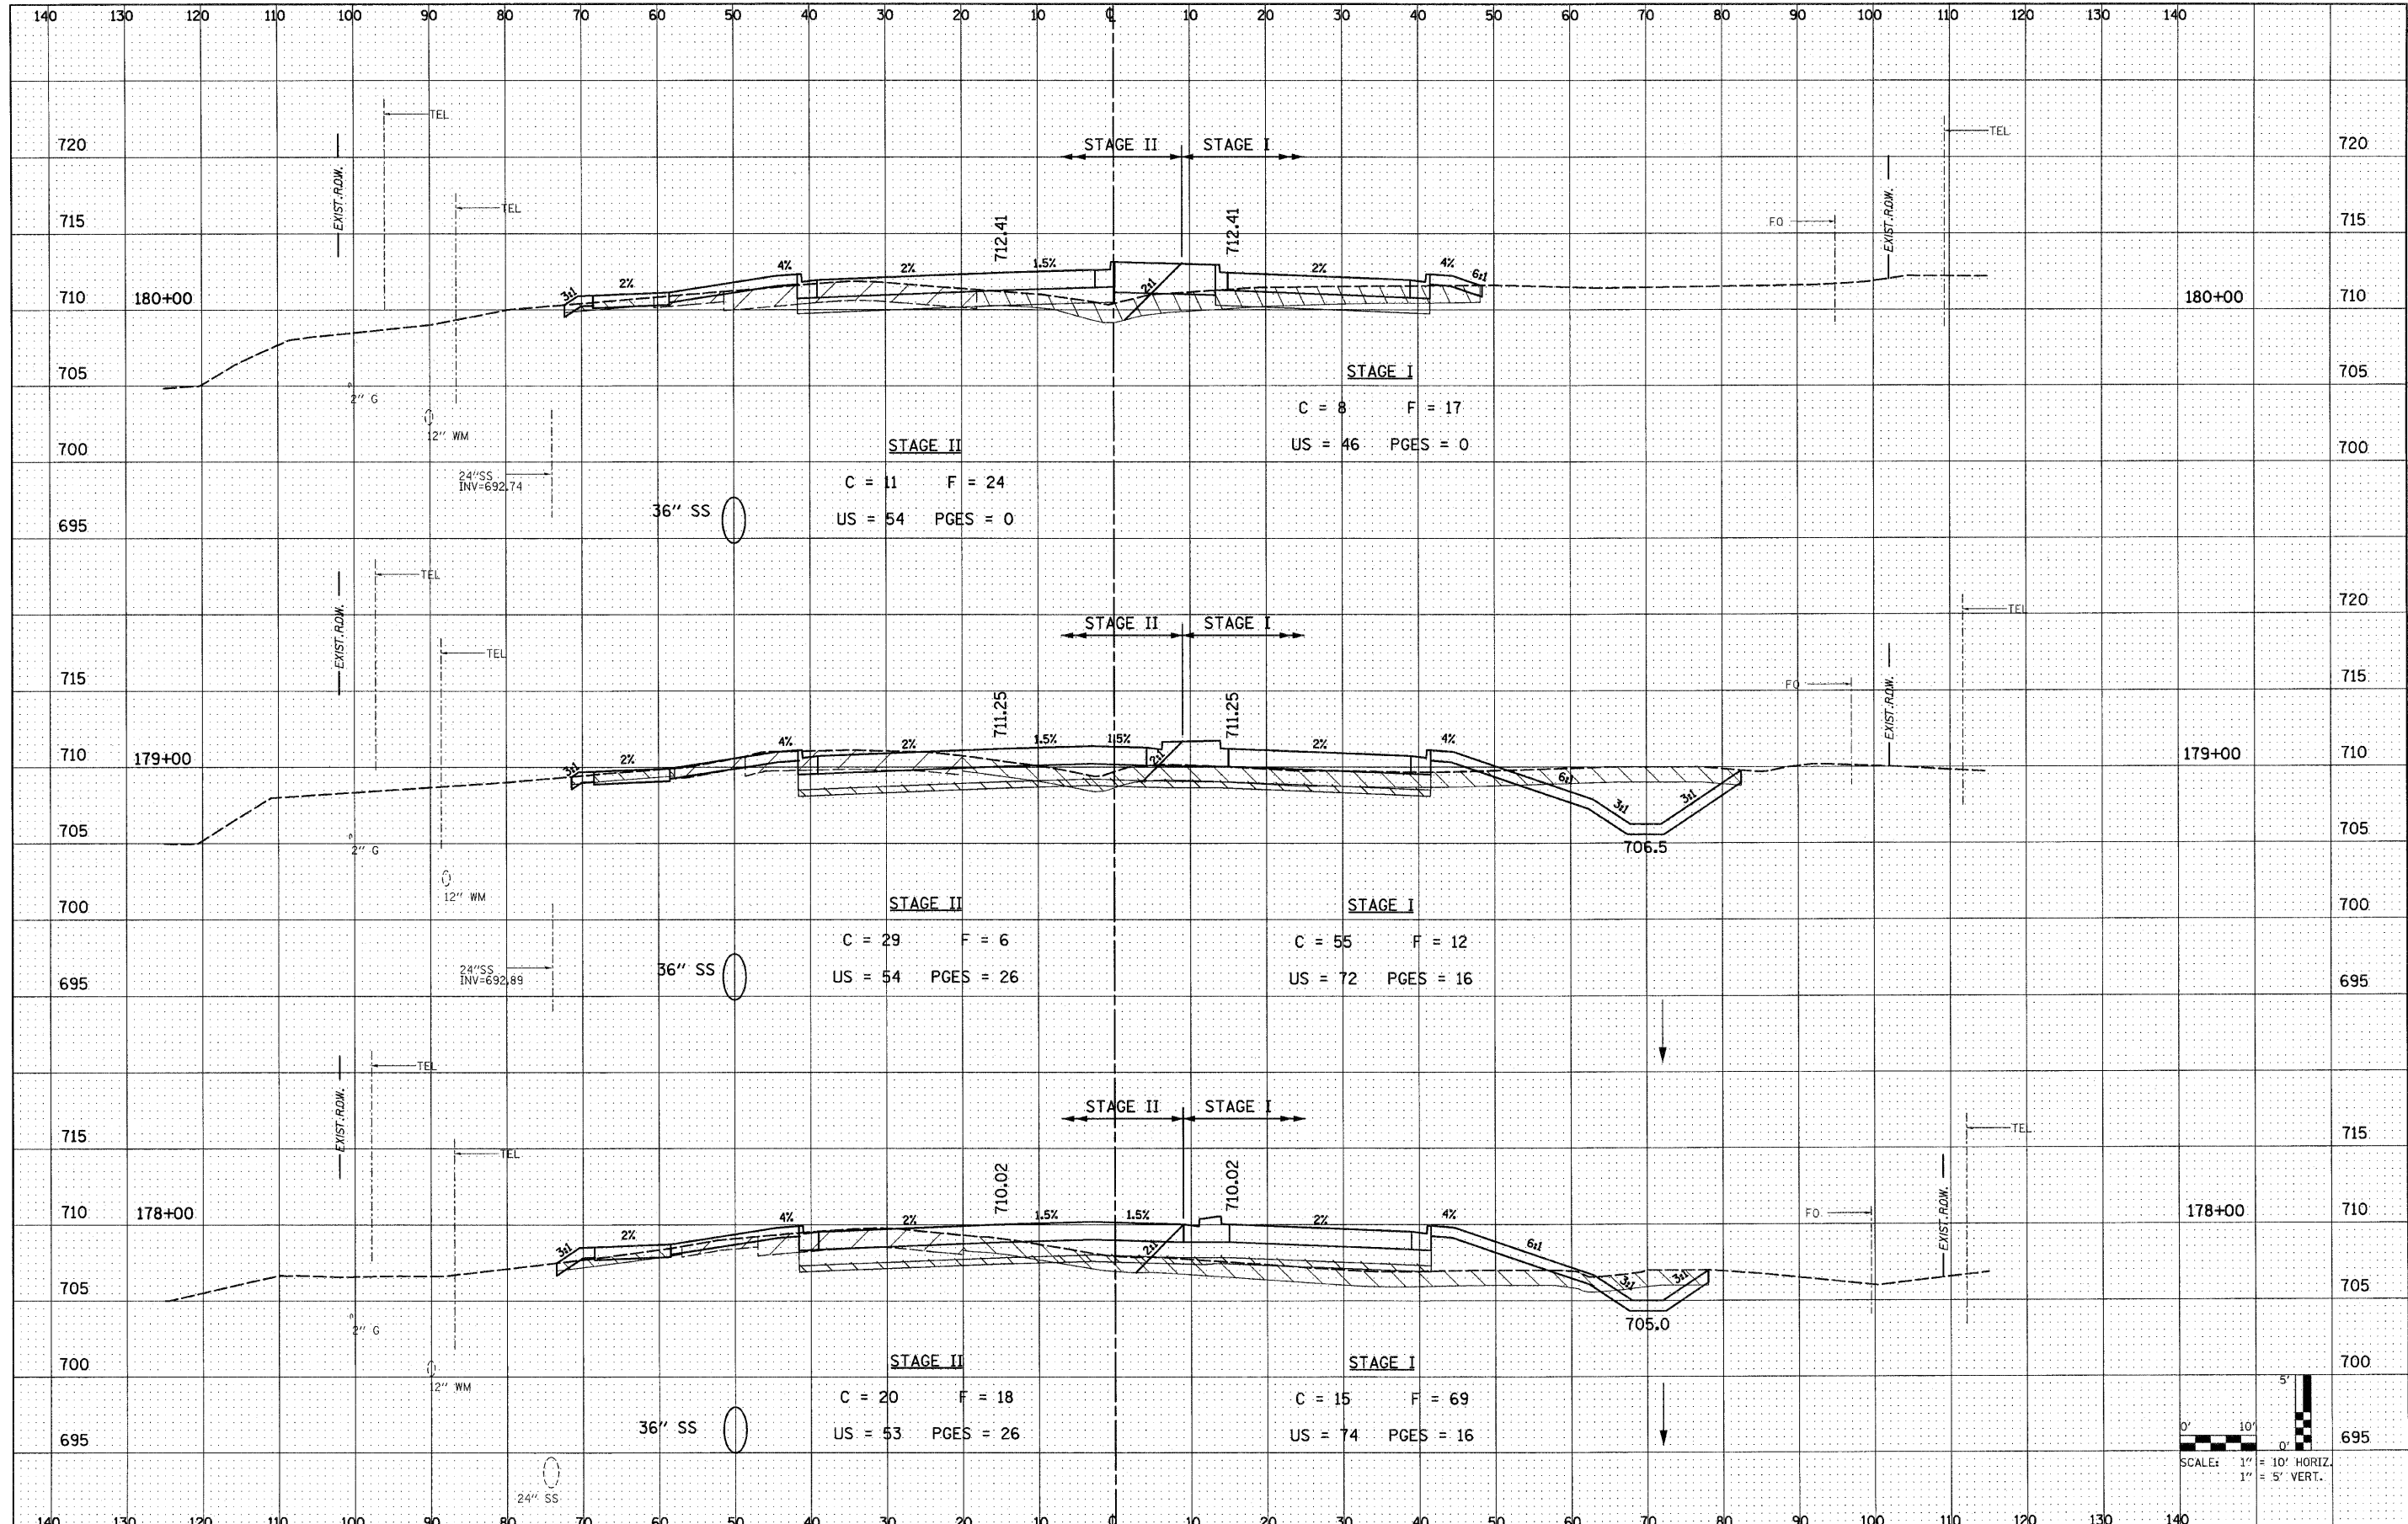 140 130 120 110 100 90 80 70 60 50 40 30 20 10 ℄ 10 20 30 40 50 60 70 80 90 100 110 120 130 140
TEL
TEL
720 STAGE II STAGE I 720
EXIST. R.O.W.
EXIST. R.O.W.
TEL
FO
715 712.41 712.41 715
3:1 2% 4% 2% 1.5% 2:1 2% 4% 6:1
710 180+00 180+00 710
705 STAGE I 705
2" G
C = 8 F = 17
12" WM
US = 46 PGES = 0
700 STAGE II 700
24"SS
INV=692.74
C = 11 F = 24
36" SS
US = 54 PGES = 0
695 695
TEL
TEL
EXIST. R.O.W.
STAGE II STAGE I 720
TEL
FO
EXIST. R.O.W.
715 711.25 711.25 715
3:1 2% 4% 2% 1.5% 1.5% 2:1 2% 4% 6:1 3:1 3:1
710 179+00 179+00 710
705 706.5 705
2" G
12" WM
700 STAGE II STAGE I 700
C = 29 F = 6 C = 55 F = 12
24"SS
INV=692.89
36" SS
US = 54 PGES = 26 US = 72 PGES = 16
695 695
TEL
TEL
EXIST. R.O.W.
STAGE II STAGE I
715 TEL 715
EXIST. R.O.W.
FO
710.02 710.02
3:1 2% 4% 2% 1.5% 1.5% 2:1 2% 4% 6:1 3:1 3:1
710 178+00 178+00 710
705 705
2" G
705.0
700 STAGE II STAGE I 700
12" WM
C = 20 F = 18 C = 15 F = 69
36" SS
US = 53 PGES = 26 US = 74 PGES = 16
695 695
24" SS
5'
0' 10'
0'
SCALE: 1" = 10' HORIZ.
1" = 5' VERT.
140 130 120 110 100 90 80 70 60 50 40 30 20 10 ℄ 10 20 30 40 50 60 70 80 90 100 110 120 130 140